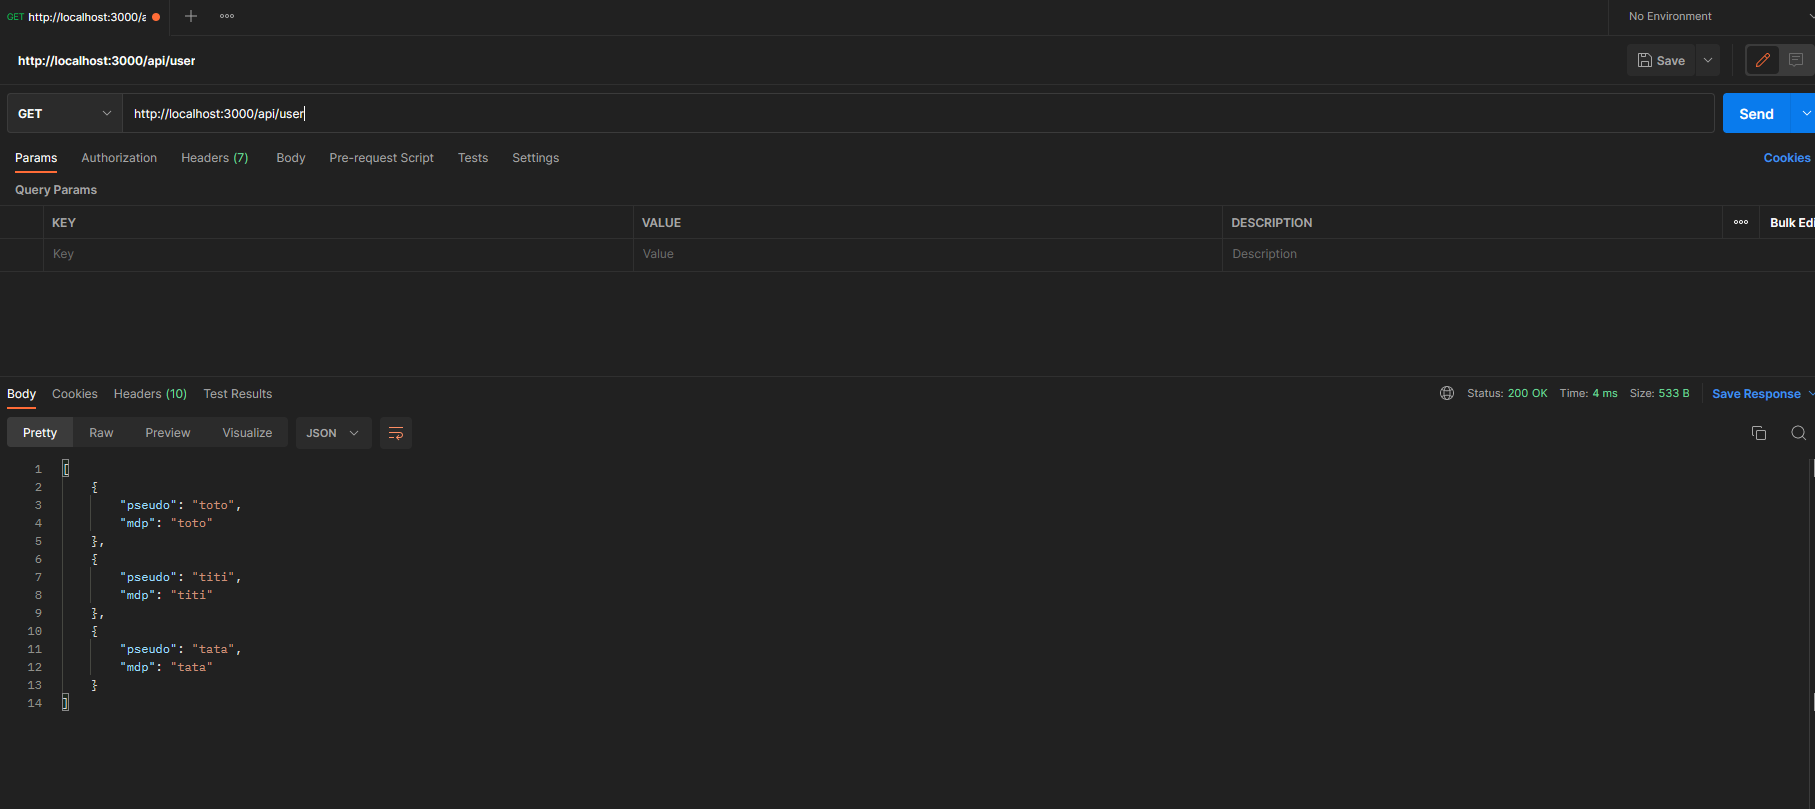 GET http://localhost:3000/a
No Environment
http://localhost:3000/api/user
Save
GET http://localhost:3000/api/user Send
Params Authorization Headers (7) Body Pre-request Script Tests Settings Cookies
Query Params
KEY VALUE DESCRIPTION Bulk Edi
Key Value Description
Body Cookies Headers (10) Test Results Status: 200 OK Time: 4 ms Size: 533 B Save Response
Pretty Raw Preview Visualize JSON
1 [
2 {
3 "pseudo": "toto",
4 "mdp": "toto"
5 },
6 {
7 "pseudo": "titi",
8 "mdp": "titi"
9 },
10 {
11 "pseudo": "tata",
12 "mdp": "tata"
13 }
14 ]